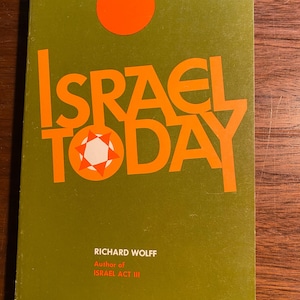 ISRAEL
TODAY
RICHARD WOLFF
Author of
ISRAEL ACT III